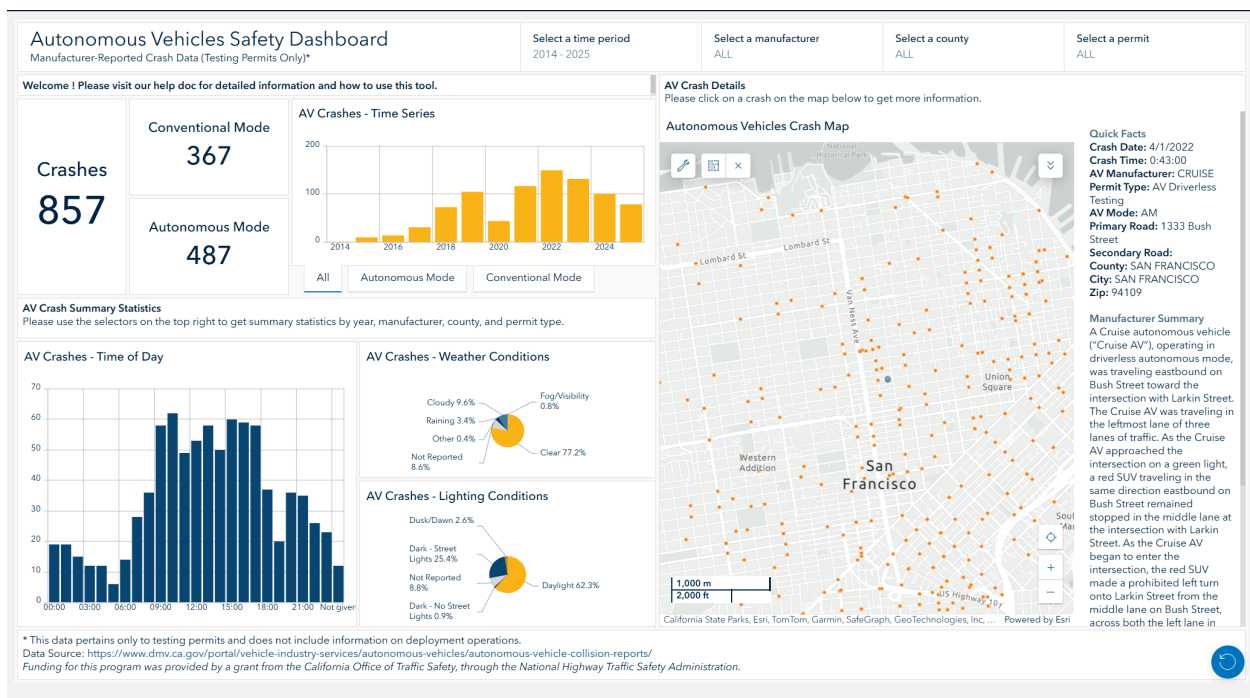 Autonomous Vehicles Safety Dashboard
Manufacturer-Reported Crash Data (Testing Permits Only)*
Select a time period
2014 - 2025
Select a manufacturer
ALL
Select a county
ALL
Select a permit
ALL
Welcome ! Please visit our help doc for detailed information and how to use this tool.
Crashes
857
Conventional Mode
367
Autonomous Mode
487
AV Crashes - Time Series
200
100
0
2014
2016
2018
2020
2022
2024
All
Autonomous Mode
Conventional Mode
AV Crash Summary Statistics
Please use the selectors on the top right to get summary statistics by year, manufacturer, county, and permit type.
AV Crashes - Time of Day
70
60
50
40
30
20
10
0
00:00
03:00
06:00
09:00
12:00
15:00
18:00
21:00
Not given
AV Crashes - Weather Conditions
Cloudy 9.6%
Raining 3.4%
Other 0.4%
Not Reported
8.6%
Fog/Visibility
0.8%
Clear 77.2%
AV Crashes - Lighting Conditions
Dusk/Dawn 2.6%
Dark - Street
Lights 25.4%
Not Reported
8.8%
Dark - No Street
Lights 0.9%
Daylight 62.3%
AV Crash Details
Please click on a crash on the map below to get more information.
Autonomous Vehicles Crash Map
National
Historical Park
Lombard St
Lombard St
Van Ness Ave
Union
Square
Western
Addition
San
Francisco
US Highway 101
1,000 m
2,000 ft
California State Parks, Esri, TomTom, Garmin, SafeGraph, GeoTechnologies, Inc, ...
Powered by Esri
Quick Facts
Crash Date: 4/1/2022
Crash Time: 0:43:00
AV Manufacturer: CRUISE
Permit Type: AV Driverless
Testing
AV Mode: AM
Primary Road: 1333 Bush
Street
Secondary Road:
County: SAN FRANCISCO
City: SAN FRANCISCO
Zip: 94109
Manufacturer Summary
A Cruise autonomous vehicle
("Cruise AV"), operating in
driverless autonomous mode,
was traveling eastbound on
Bush Street toward the
intersection with Larkin Street.
The Cruise AV was traveling in
the leftmost lane of three
lanes of traffic. As the Cruise
AV approached the
intersection on a green light,
a red SUV traveling in the
same direction eastbound on
Bush Street remained
stopped in the middle lane at
the intersection with Larkin
Street. As the Cruise AV
began to enter the
intersection, the red SUV
made a prohibited left turn
onto Larkin Street from the
middle lane on Bush Street,
across both the left lane in
* This data pertains only to testing permits and does not include information on deployment operations.
Data Source: https://www.dmv.ca.gov/portal/vehicle-industry-services/autonomous-vehicles/autonomous-vehicle-collision-reports/
Funding for this program was provided by a grant from the California Office of Traffic Safety, through the National Highway Traffic Safety Administration.